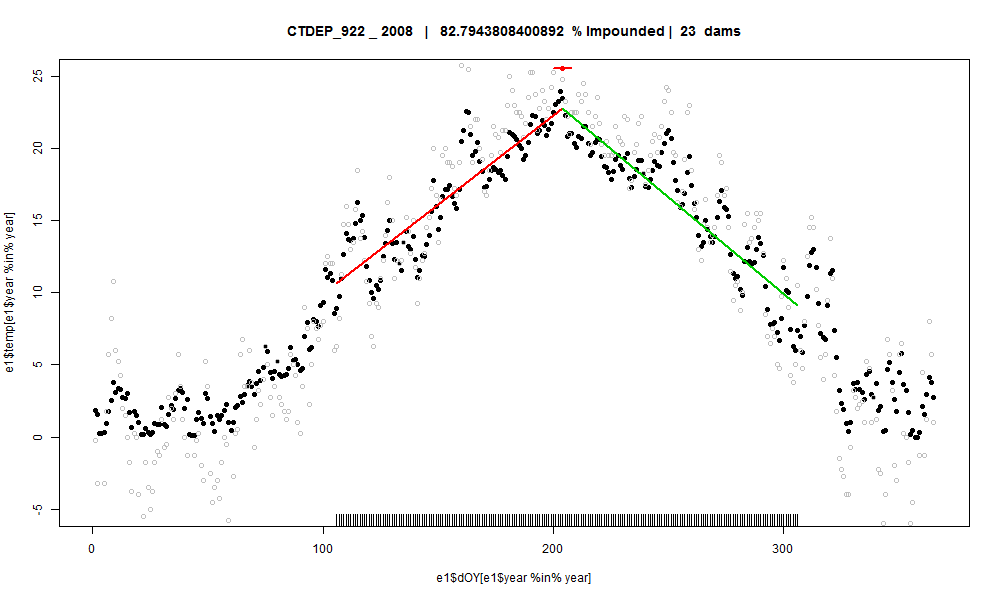 CTDEP_922 _ 2008 | 82.7943808400892 % Impounded | 23 dams
25
20
15
10
5
0
-5
e1$temp[e1$year %in% year]
0 100 200 300
e1$dOY[e1$year %in% year]